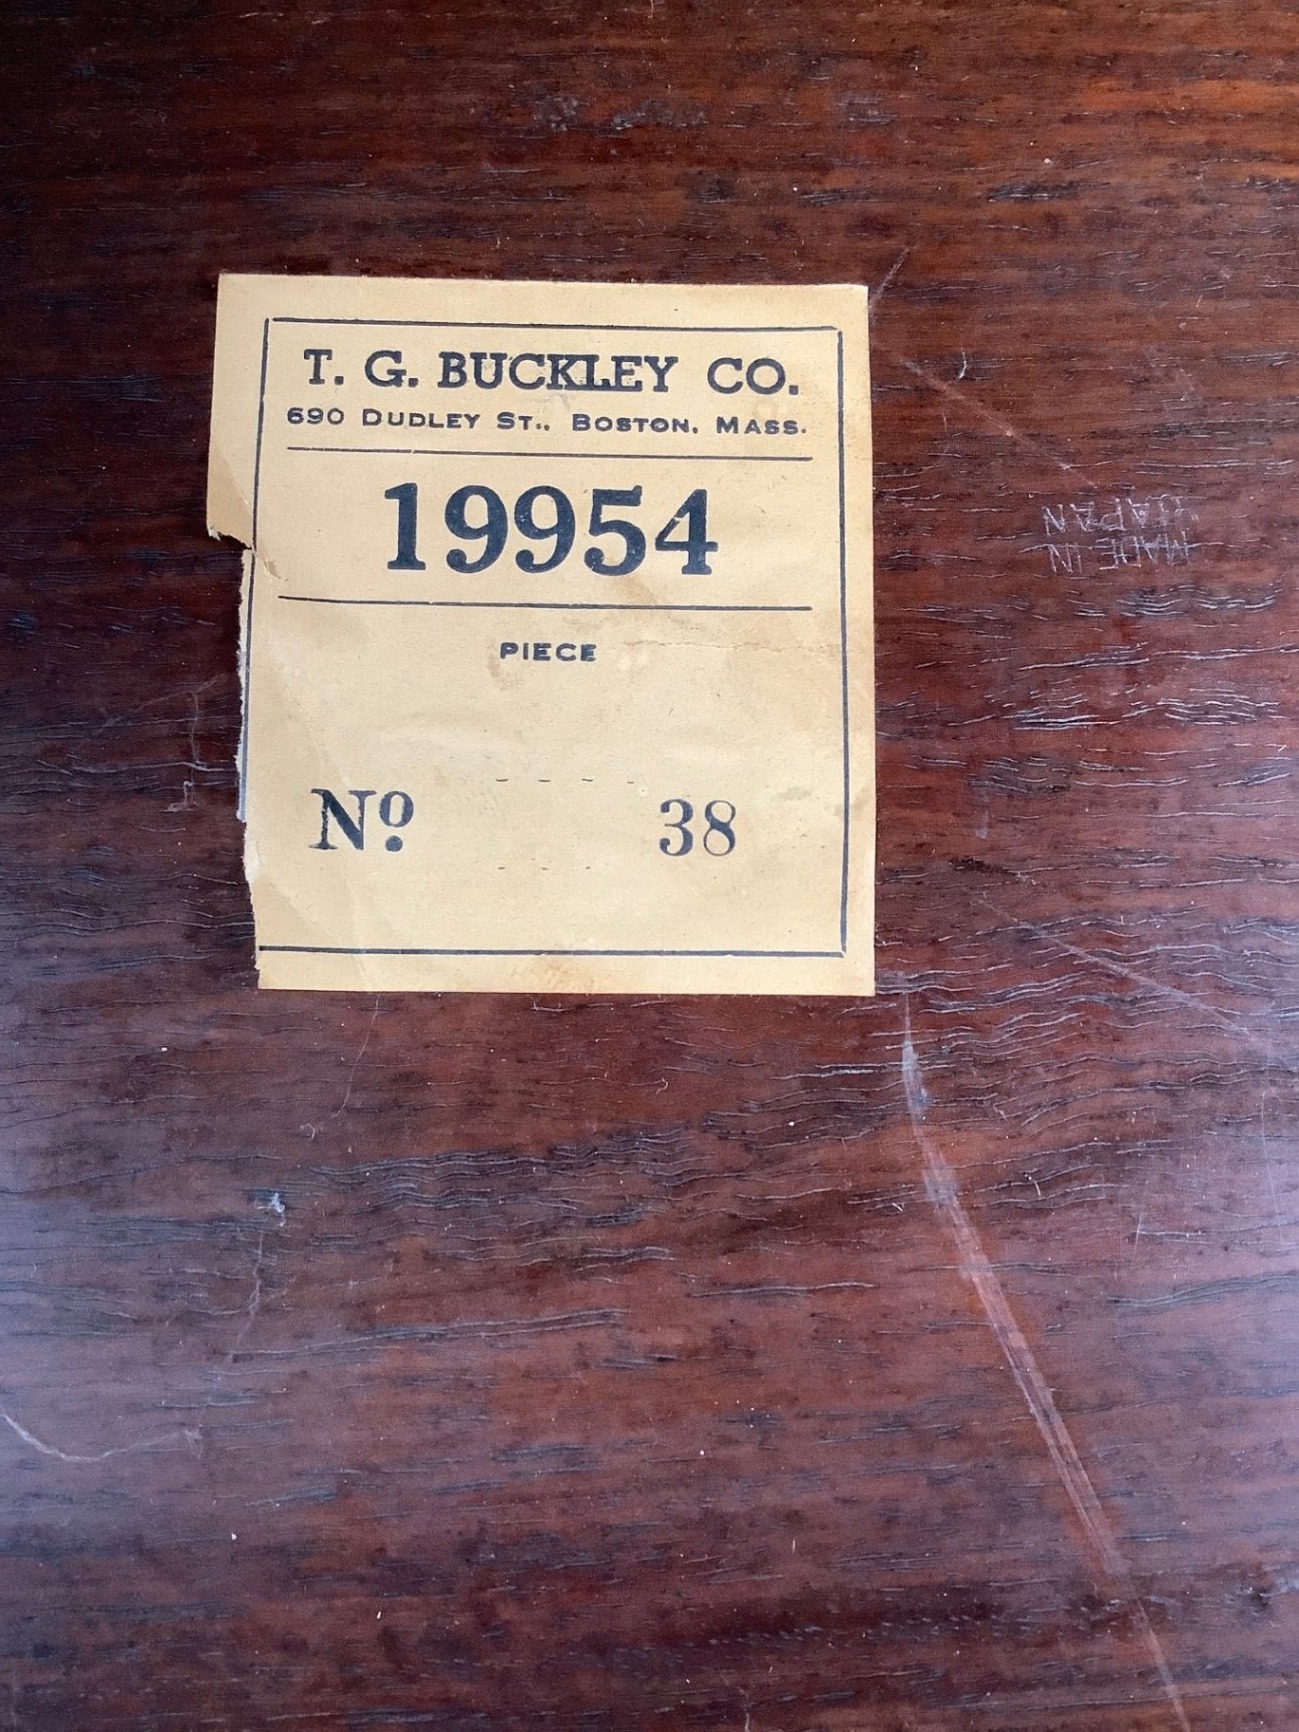 T. G. BUCKLEY CO.
690 DUDLEY ST., BOSTON, MASS.
19954
PIECE
Nº 38
MADE IN
JAPAN